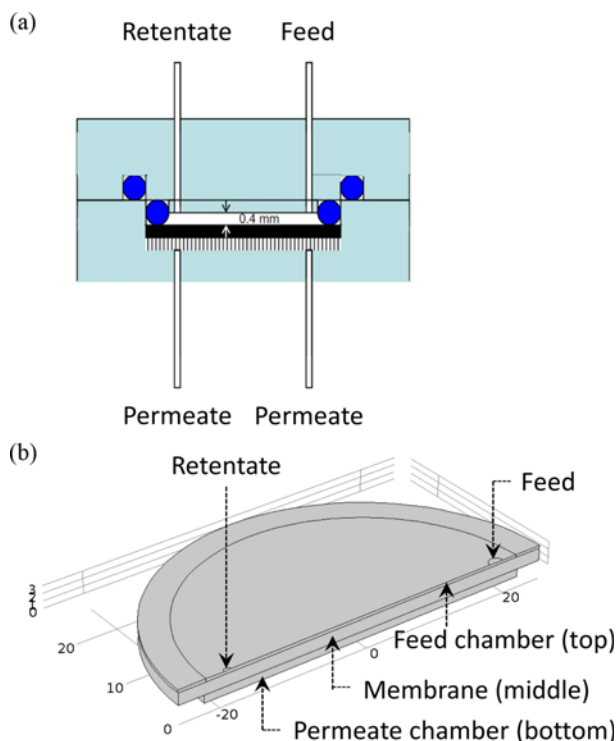 (a)
Retentate Feed
0.4 mm
Permeate Permeate
(b)
Retentate
Feed
3
2
1
0
20
20
Feed chamber (top)
0
10
Membrane (middle)
-20
0
Permeate chamber (bottom)